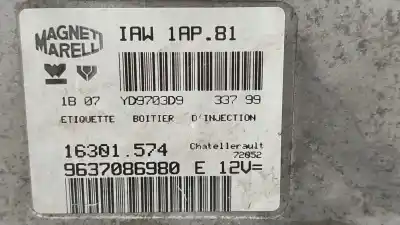 MAGNETI MARELLI
IAW 1AP.81
1B 07 YD9703D9 337 99
ETIQUETTE BOITIER D'INJECTION
16301.574 Chatellerault
72052
9637086980 E 12V=